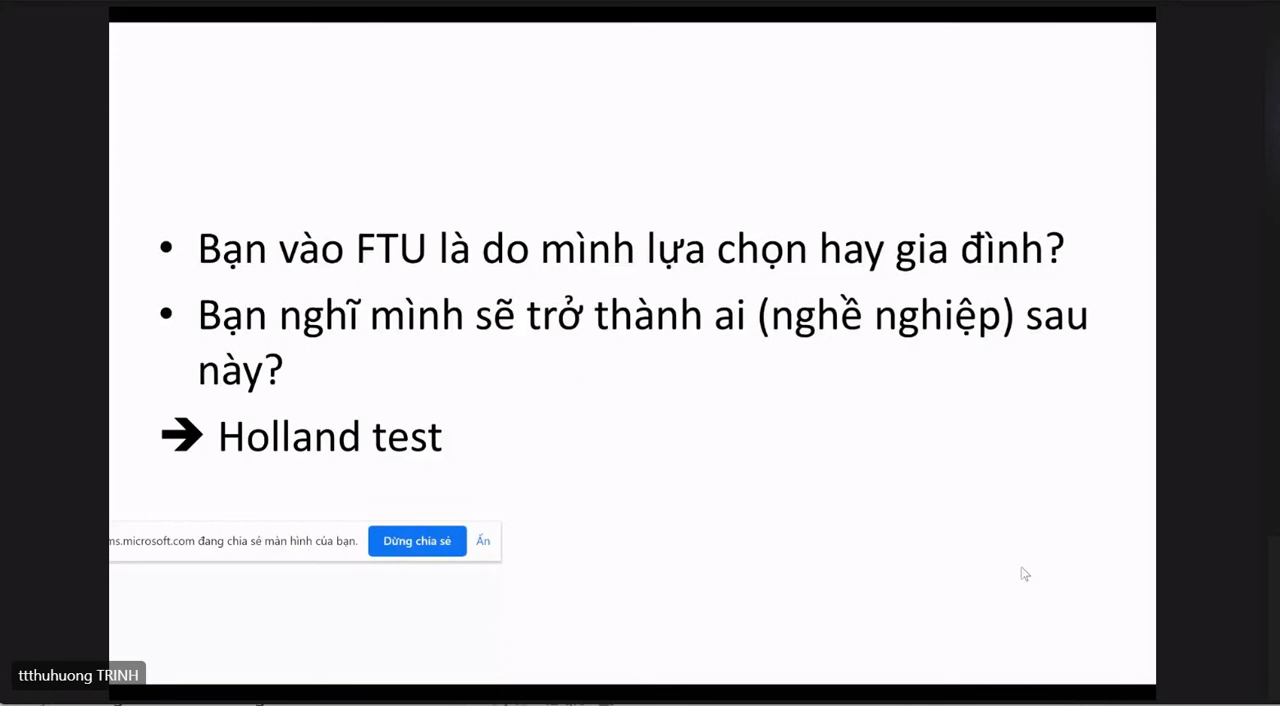 • Bạn vào FTU là do mình lựa chọn hay gia đình?
• Bạn nghĩ mình sẽ trở thành ai (nghề nghiệp) sau
này?
➔ Holland test
ms.microsoft.com đang chia sẻ màn hình của bạn. Dừng chia sẻ Ẩn
ttthuhuong TRINH